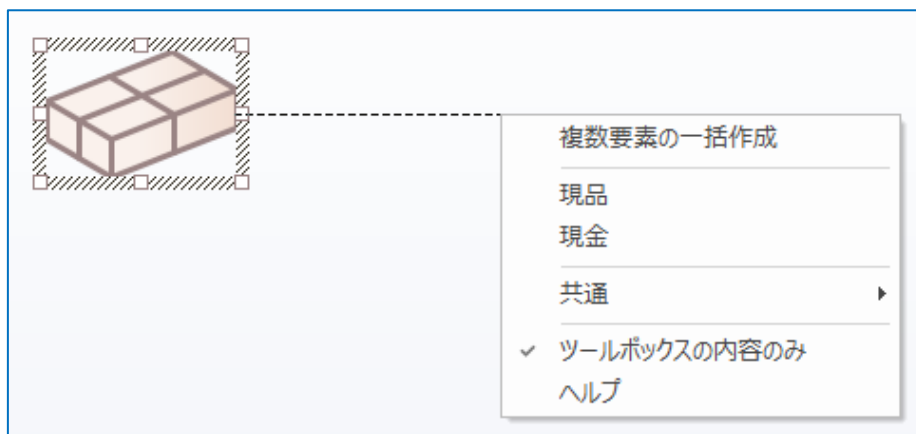 複数要素の一括作成
現品
現金
共通
ツールボックスの内容のみ
ヘルプ